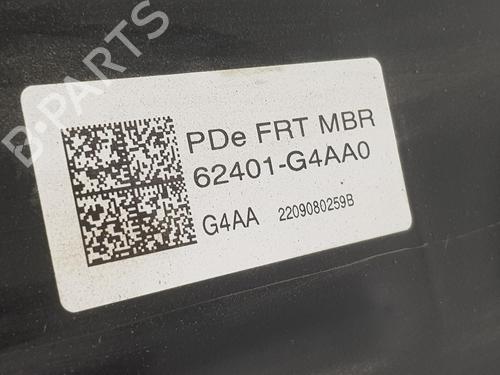 B-PARTS
PDe FRT MBR
62401-G4AA0
G4AA 2209080259B